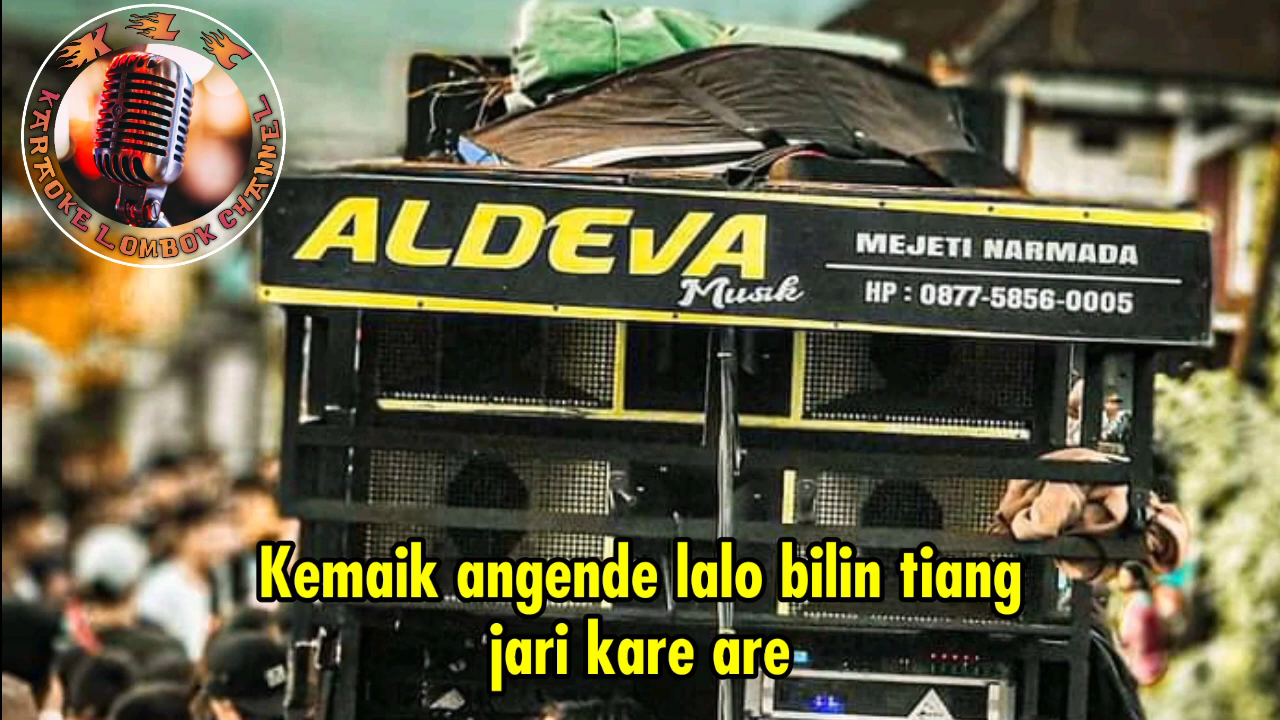 KLC
KARAOKE LOMBOK CHANNEL
ALDEVA
Musik
MEJETI NARMADA
HP : 0877-5856-0005
Kemaik angende lalo bilin tiang
jari kare are